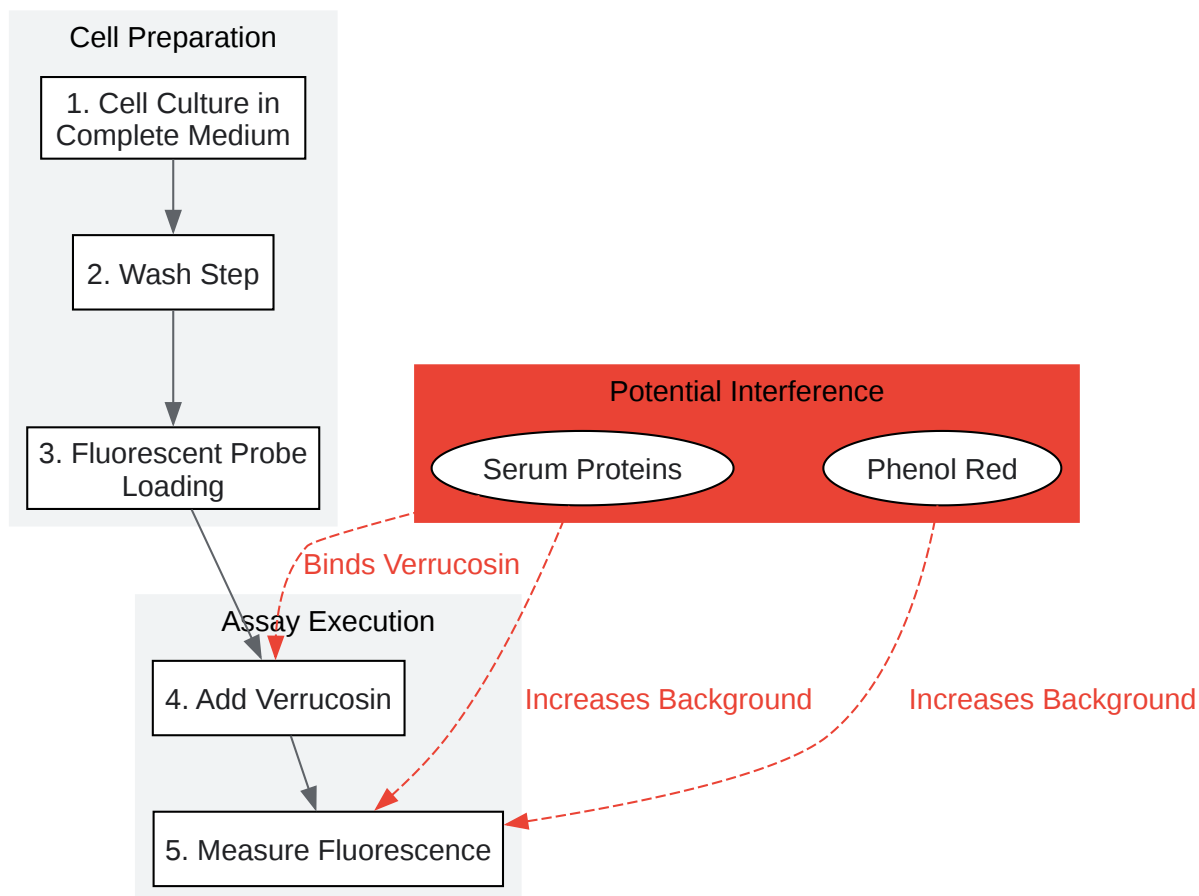 Cell Preparation
1. Cell Culture in
Complete Medium
2. Wash Step
3. Fluorescent Probe
Loading
Potential Interference
Serum Proteins
Phenol Red
Binds Verrucosin
Assay Execution
4. Add Verrucosin
Increases Background
Increases Background
5. Measure Fluorescence